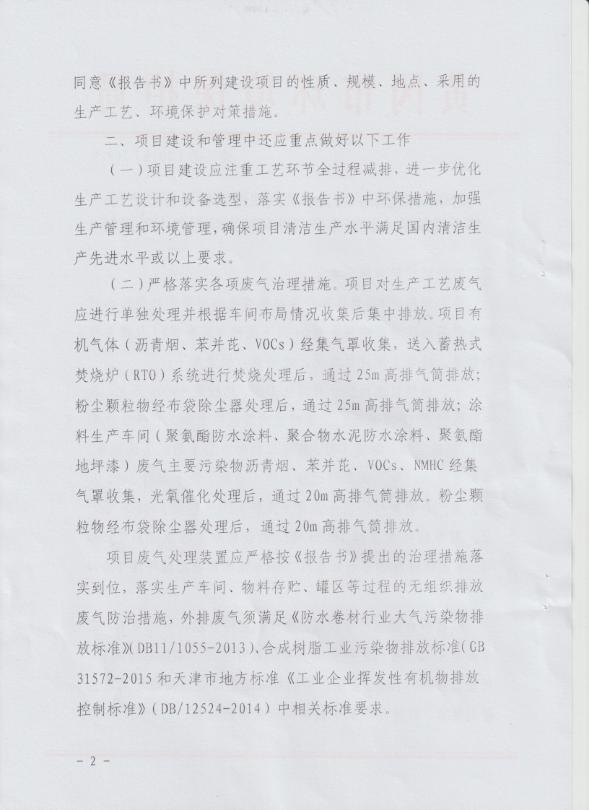 同意《报告书》中所列建设项目的性质、规模、地点、采用的
生产工艺、环境保护对策措施。
二、项目建设和管理中还应重点做好以下工作
（一）项目建设应注重工艺环节全过程减排，进一步优化
生产工艺设计和设备选型，落实《报告书》中环保措施，加强
生产管理和环境管理，确保项目清洁生产水平满足国内清洁生
产先进水平或以上要求。
（二）严格落实各项废气治理措施。项目对生产工艺废气
应进行单独处理并根据车间布局情况收集后集中排放。项目有
机气体（沥青烟、苯并芘、VOCs）经集气罩收集，送入蓄热式
焚烧炉（RTO）系统进行焚烧处理后，通过25m高排气筒排放；
粉尘颗粒物经布袋除尘器处理后，通过25m高排气筒排放；涂
料生产车间（聚氨酯防水涂料、聚合物水泥防水涂料、聚氨酯
地坪漆）废气主要污染物沥青烟、苯并芘、VOCs、NMHC经集
气罩收集，光氧催化处理后，通过20m高排气筒排放。粉尘颗
粒物经布袋除尘器处理后，通过20m高排气筒排放。
项目废气处理装置应严格按《报告书》提出的治理措施落
实到位，落实生产车间、物料存贮、罐区等过程的无组织排放
废气防治措施，外排废气须满足《防水卷材行业大气污染物排
放标准》（DB11/1055-2013）、合成树脂工业污染物排放标准（GB
31572-2015和天津市地方标准《工业企业挥发性有机物排放
控制标准》（DB/12524-2014）中相关标准要求。
- 2 -